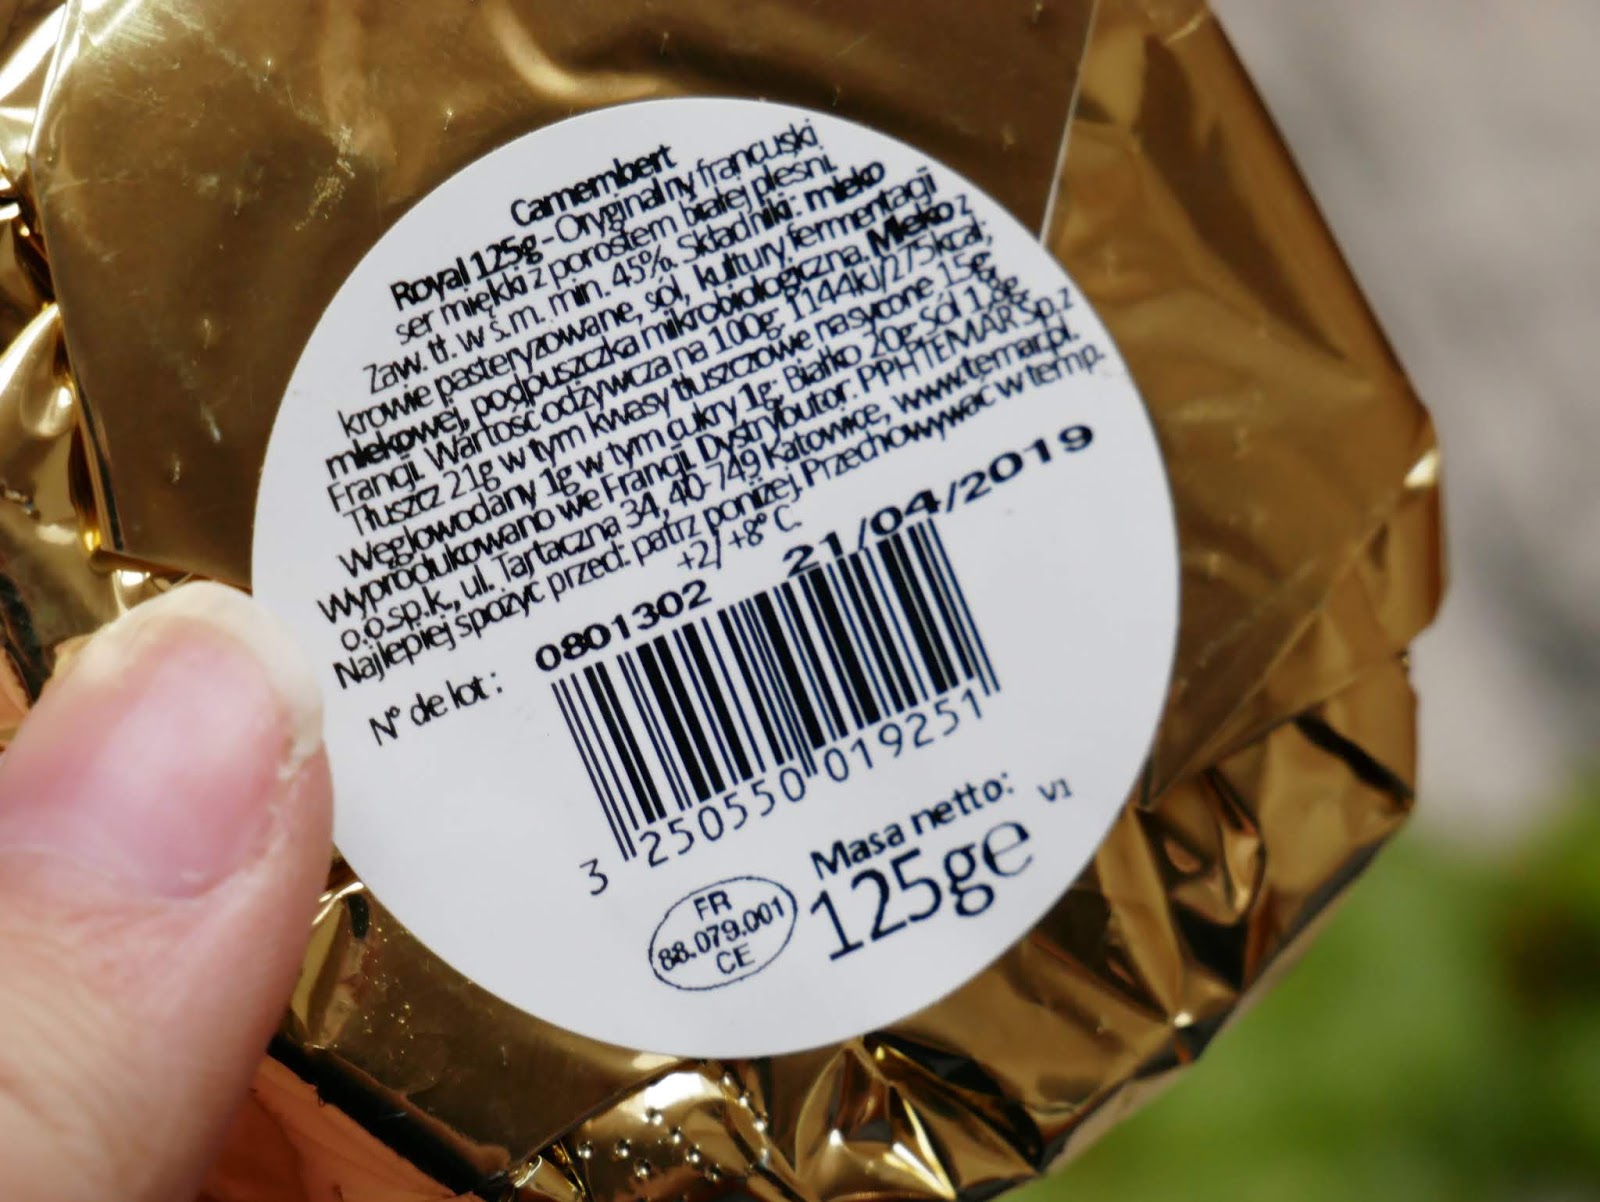 Camembert
Royal 125g - Oryginalny francuski
ser miękki z porostem białej pleśni.
Zaw. tł. w s.m. min. 45%. Składniki: mleko
krowie pasteryzowane, sól, kultury fermentacji
mlekowej, podpuszczka mikrobiologiczna. Mleko z
Francji. Wartość odżywcza na 100g: 1144kJ/275kcal;
Tłuszcz 21g w tym kwasy tłuszczowe nasycone 15g;
Węglowodany 1g w tym cukry 1g; Białko 20g; Sól 1.8g
wyprodukowano we Francji. Dystrybutor: PPH TEMAR Sp. z
o.o sp.k., ul. Tartaczna 34, 40-749 Katowice, www.temar.pl.
Najlepiej spożyć przed: patrz poniżej. Przechowywać w temp.
+2/ +8° C.
N° de lot : 0801302 21/04/2019
3 250550 019251
Masa netto: V1
125g e
FR
88.079.001
CE